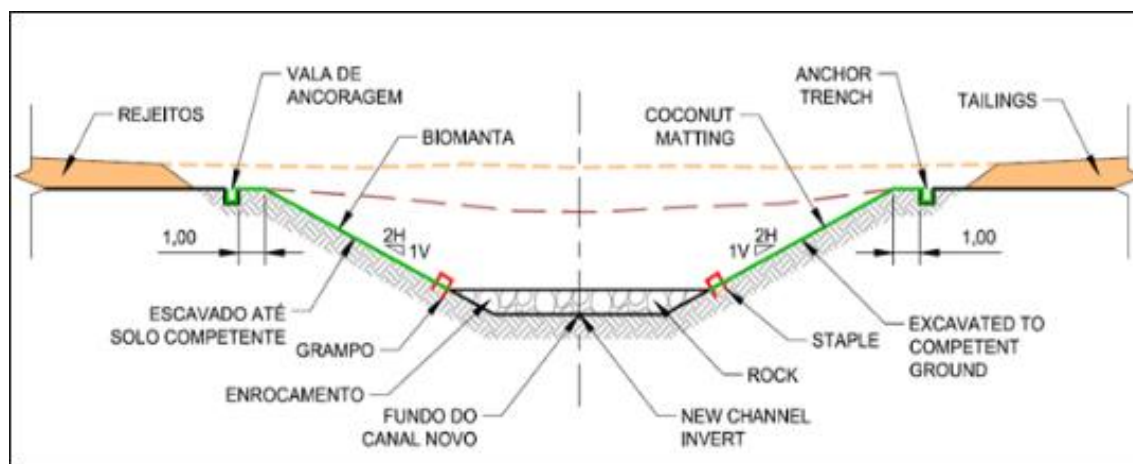 REJEITOS
VALA DE
ANCORAGEM
BIOMANTA
COCONUT
MATTING
ANCHOR
TRENCH
TAILINGS
1,00
2H
1V
2H
1V
1,00
ESCAVADO ATÉ
SOLO COMPETENTE
GRAMPO
ENROCAMENTO
FUNDO DO
CANAL NOVO
NEW CHANNEL
INVERT
ROCK
STAPLE
EXCAVATED TO
COMPETENT
GROUND